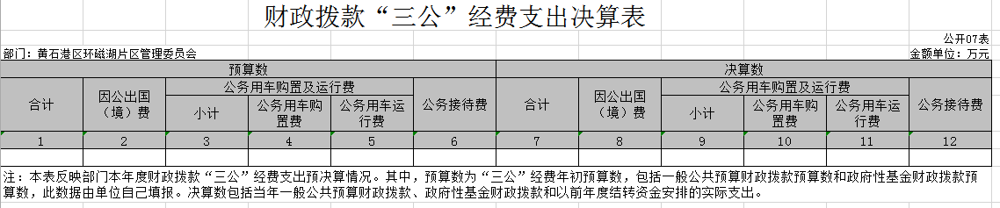 财政拨款“三公”经费支出决算表
公开07表
部门：黄石港区环磁湖片区管理委员会 金额单位：万元
预算数 决算数
合计 因公出国（境）费 公务用车购置及运行费 公务接待费 合计 因公出国（境）费 公务用车购置及运行费 公务接待费
小计 公务用车购置费 公务用车运行费 小计 公务用车购置费 公务用车运行费
1 2 3 4 5 6 7 8 9 10 11 12
注：本表反映部门本年度财政拨款“三公”经费支出预决算情况。其中，预算数为“三公”经费年初预算数，包括一般公共预算财政拨款预算数和政府性基金财政拨款预
算数，此数据由单位自己填报。决算数包括当年一般公共预算财政拨款、政府性基金财政拨款和以前年度结转资金安排的实际支出。